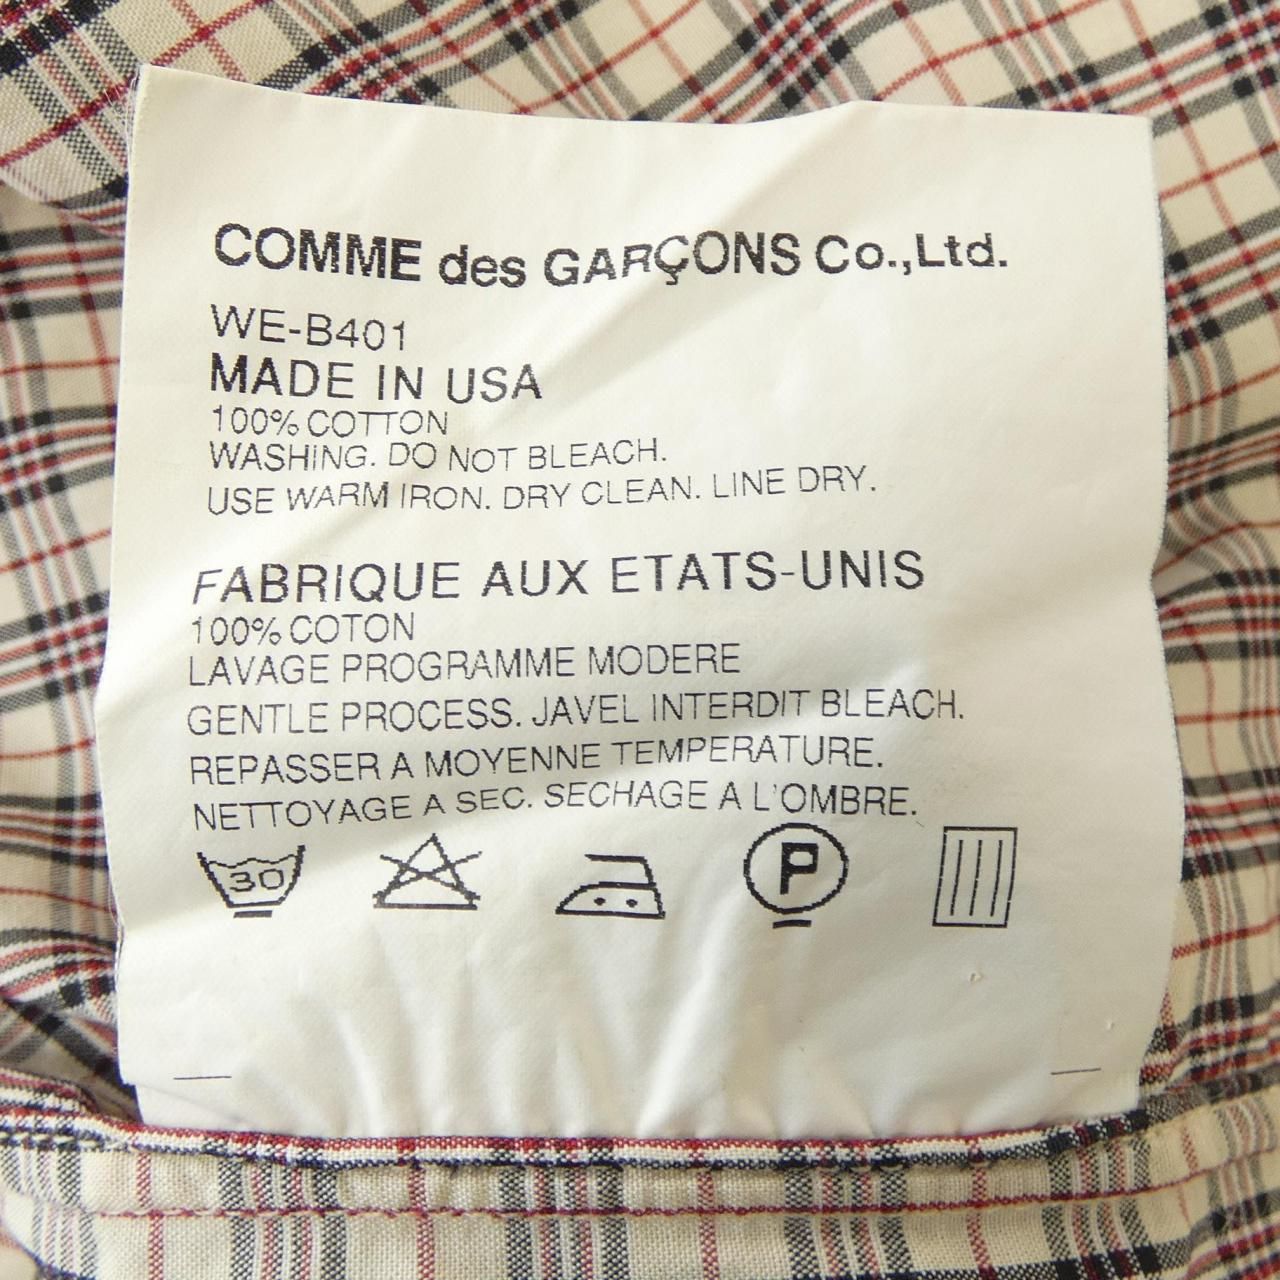 COMME des GARÇONS Co.,Ltd.
WE-B401
MADE IN USA
100% COTTON
WASHING. DO NOT BLEACH.
USE WARM IRON. DRY CLEAN. LINE DRY.
FABRIQUE AUX ETATS-UNIS
100% COTON
LAVAGE PROGRAMME MODERE
GENTLE PROCESS. JAVEL INTERDIT BLEACH.
REPASSER A MOYENNE TEMPERATURE.
NETTOYAGE A SEC. SECHAGE A L'OMBRE.
30 P